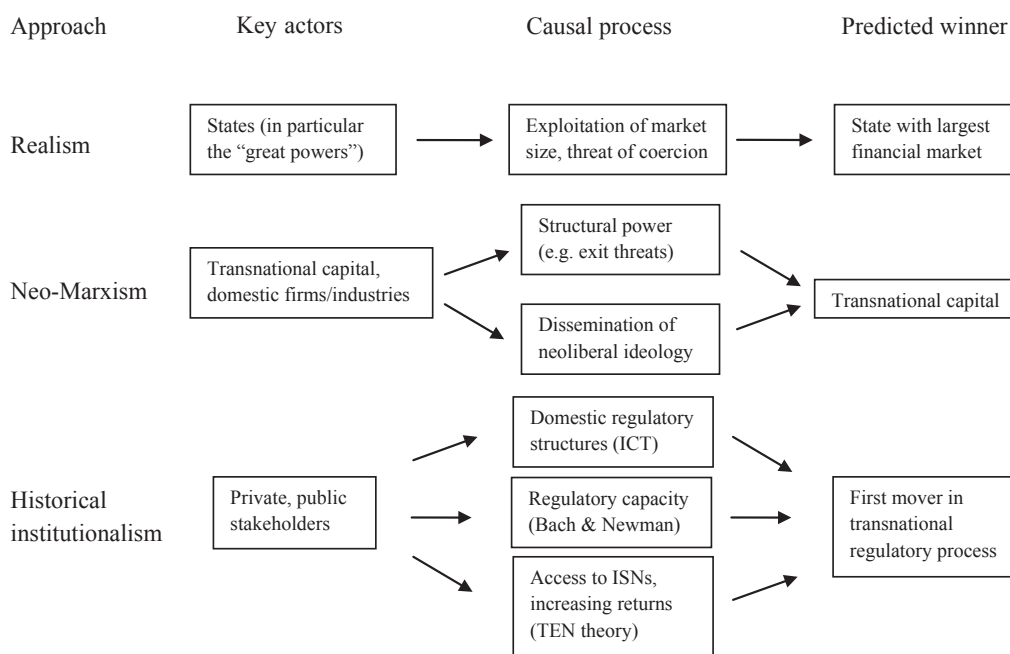 Approach Key actors Causal process Predicted winner
Realism
States (in particular
the “great powers”)
Exploitation of market
size, threat of coercion
State with largest
financial market
Neo-Marxism
Transnational capital,
domestic firms/industries
Structural power
(e.g. exit threats)
Dissemination of
neoliberal ideology
Transnational capital
Historical
institutionalism
Private, public
stakeholders
Domestic regulatory
structures (ICT)
Regulatory capacity
(Bach & Newman)
Access to ISNs,
increasing returns
(TEN theory)
First mover in
transnational
regulatory process